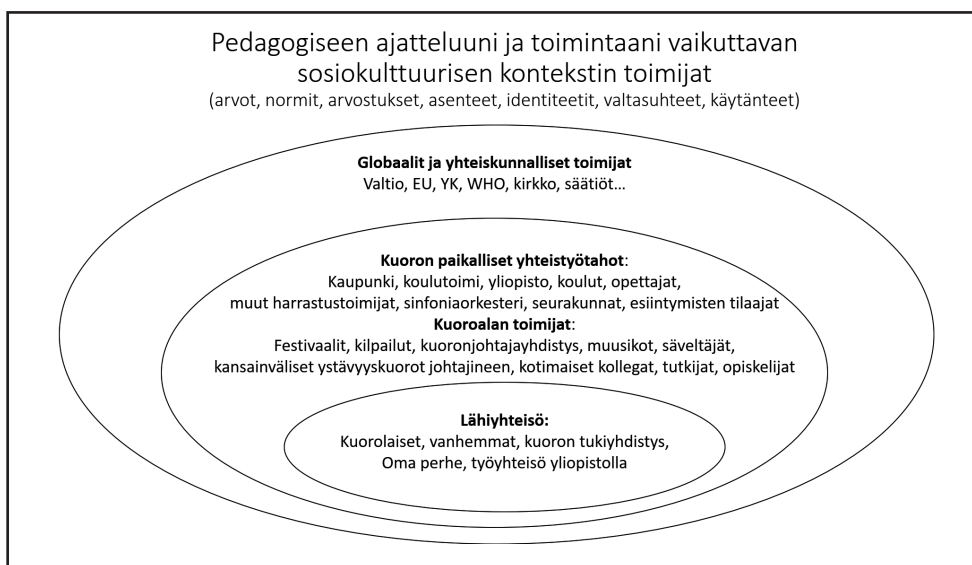 Pedagogiseen ajatteluuni ja toimintaani vaikuttavan
sosiokulttuurisen kontekstin toimijat
(arvot, normit, arvostukset, asenteet, identiteetit, valtasuhteet, käytänteet)
Globaalit ja yhteiskunnalliset toimijat
Valtio, EU, YK, WHO, kirkko, säätiöt...
Kuoron paikalliset yhteistyötahot:
Kaupunki, koulutoimi, yliopisto, koulut, opettajat,
muut harrastustoimijat, sinfoniaorkesteri, seurakunnat, esiintymisten tilaajat
Kuoroalan toimijat:
Festivaalit, kilpailut, kuoronjohtajayhdistys, muusikot, säveltäjät,
kansainväliset ystävyyskuorot johtajineen, kotimaiset kollegat, tutkijat, opiskelijat
Lähiyhteisö:
Kuorolaiset, vanhemmat, kuoron tukiyhdistys,
Oma perhe, työyhteisö yliopistolla